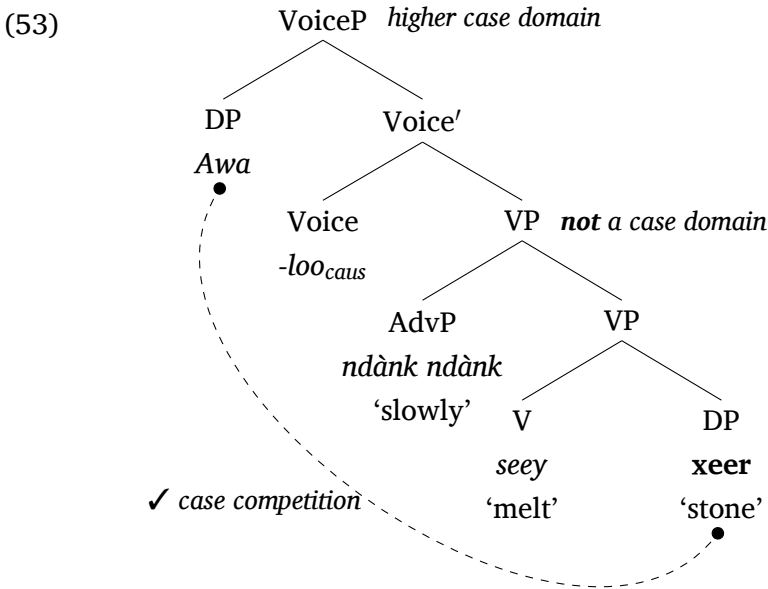 (53) VoiceP higher case domain
DP Voice′
Awa
Voice VP not a case domain
-loo_caus
AdvP VP
ndànk ndànk
‘slowly’ V DP
seey xeer
✓ case competition ‘melt’ ‘stone’